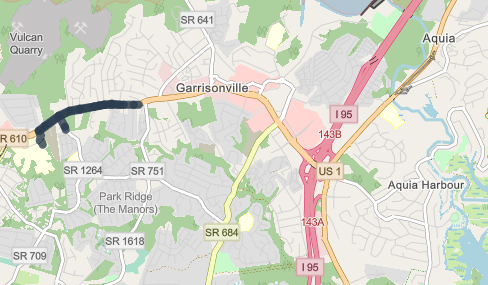 SR 641
Vulcan
Quarry
Aquia
Garrisonville
I 95
143B
R 610
SR 1264
SR 751
US 1
Aquia Harbour
Park Ridge
(The Manors)
143A
SR 684
SR 1618
SR 709
I 95